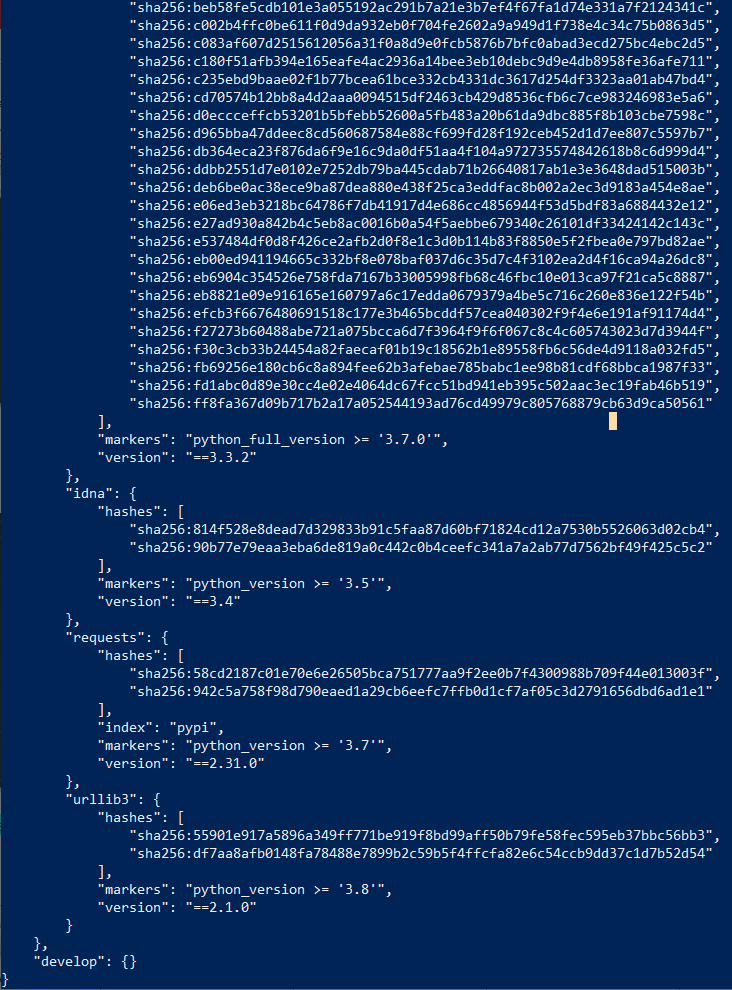 "sha256:beb58fe5cdb101e3a055192ac291b7a21e3b7ef4f67fa1d74e331a7f2124341c",
"sha256:c002b4ffc0be611f0d9da932eb0f704fe2602a9a949d1f738e4c34c75b0863d5",
"sha256:c083af607d2515612056a31f0a8d9e0fcb5876b7bfc0abad3ecd275bc4ebc2d5",
"sha256:c180f51afb394e165eafe4ac2936a14bee3eb10debc9d9e4db8958fe36afe711",
"sha256:c235ebd9baae02f1b77bcea61bce332cb4331dc3617d254df3323aa01ab47bd4",
"sha256:cd70574b12bb8a4d2aaa0094515df2463cb429d8536cfb6c7ce983246983e5a6",
"sha256:d0eccceffcb53201b5bfebb52600a5fb483a20b61da9dbc885f8b103cbe7598c",
"sha256:d965bba47ddeec8cd560687584e88cf699fd28f192ceb452d1d7ee807c5597b7",
"sha256:db364eca23f876da6f9e16c9da0df51aa4f104a972735574842618b8c6d999d4",
"sha256:ddbb2551d7e0102e7252db79ba445cdab71b26640817ab1e3e3648dad515003b",
"sha256:deb6be0ac38ece9ba87dea880e438f25ca3eddfac8b002a2ec3d9183a454e8ae",
"sha256:e06ed3eb3218bc64786f7db41917d4e686cc4856944f53d5bdf83a6884432e12",
"sha256:e27ad930a842b4c5eb8ac0016b0a54f5aebbe679340c26101df33424142c143c",
"sha256:e537484df0d8f426ce2afb2d0f8e1c3d0b114b83f8850e5f2fbea0e797bd82ae",
"sha256:eb00ed941194665c332bf8e078baf037d6c35d7c4f3102ea2d4f16ca94a26dc8",
"sha256:eb6904c354526e758fda7167b33005998fb68c46fbc10e013ca97f21ca5c8887",
"sha256:eb8821e09e916165e160797a6c17edda0679379a4be5c716c260e836e122f54b",
"sha256:efcb3f6676480691518c177e3b465bcddf57cea040302f9f4e6e191af91174d4",
"sha256:f27273b60488abe721a075bcca6d7f3964f9f6f067c8c4c605743023d7d3944f",
"sha256:f30c3cb33b24454a82faecaf01b19c18562b1e89558fb6c56de4d9118a032fd5",
"sha256:fb69256e180cb6c8a894fee62b3afebae785babc1ee98b81cdf68bbca1987f33",
"sha256:fd1abc0d89e30cc4e02e4064dc67fcc51bd941eb395c502aac3ec19fab46b519",
"sha256:ff8fa367d09b717b2a17a052544193ad76cd49979c805768879cb63d9ca50561"
],
"markers": "python_full_version >= '3.7.0'",
"version": "==3.3.2"
},
"idna": {
"hashes": [
"sha256:814f528e8dead7d329833b91c5faa87d60bf71824cd12a7530b5526063d02cb4",
"sha256:90b77e79eaa3eba6de819a0c442c0b4ceefc341a7a2ab77d7562bf49f425c5c2"
],
"markers": "python_version >= '3.5'",
"version": "==3.4"
},
"requests": {
"hashes": [
"sha256:58cd2187c01e70e6e26505bca751777aa9f2ee0b7f4300988b709f44e013003f",
"sha256:942c5a758f98d790eaed1a29cb6eefc7ffb0d1cf7af05c3d2791656dbd6ad1e1"
],
"index": "pypi",
"markers": "python_version >= '3.7'",
"version": "==2.31.0"
},
"urllib3": {
"hashes": [
"sha256:55901e917a5896a349ff771be919f8bd99aff50b79fe58fec595eb37bbc56bb3",
"sha256:df7aa8afb0148fa78488e7899b2c59b5f4ffcfa82e6c54ccb9dd37c1d7b52d54"
],
"markers": "python_version >= '3.8'",
"version": "==2.1.0"
}
},
"develop": {}
}